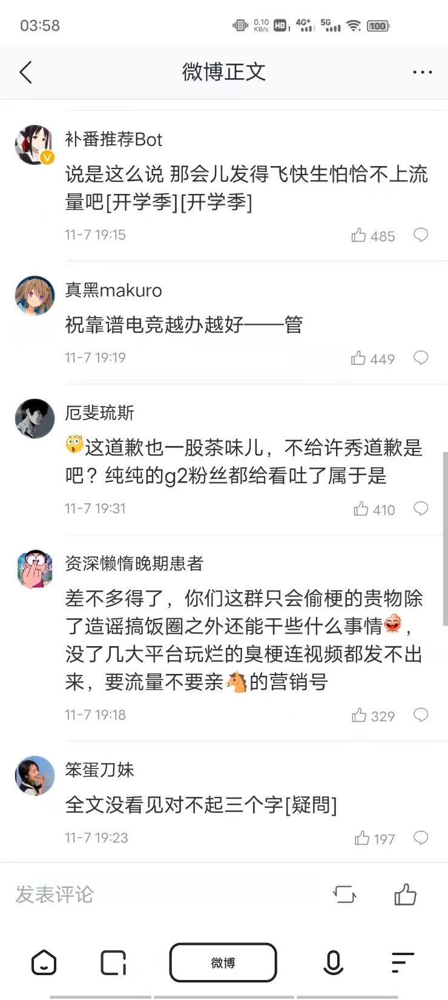 03:58
0.10 KB/s HD 1 4G+ 5G 100
微博正文
补番推荐Bot
说是这么说 那会儿发得飞快生怕恰不上流
量吧[开学季][开学季]
11-7 19:15 485
真黑makuro
祝靠谱电竞越办越好——管
11-7 19:19 449
厄斐琉斯
这道歉也一股茶味儿，不给许秀道歉是
吧？纯纯的g2粉丝都给看吐了属于是
11-7 19:31 410
资深懒惰晚期患者
差不多得了，你们这群只会偷梗的贵物除
了造谣搞饭圈之外还能干些什么事情，
没了几大平台玩烂的臭梗连视频都发不出
来，要流量不要亲🐴的营销号
11-7 19:18 329
笨蛋刀妹
全文没看见对不起三个字[疑問]
11-7 19:23 197
发表评论
微博